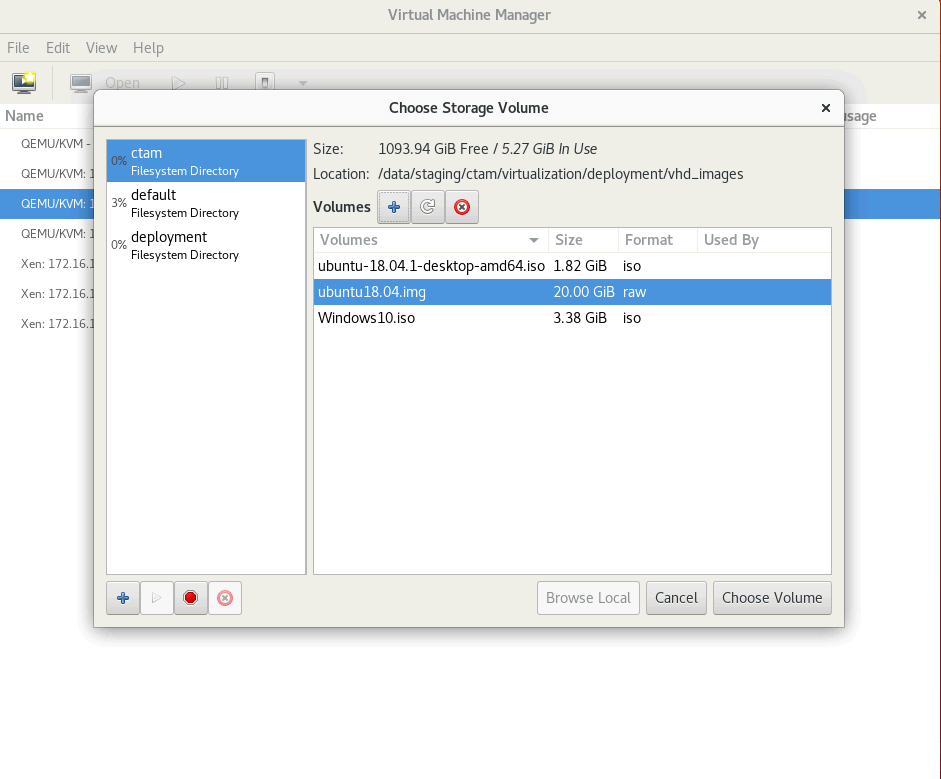 Virtual Machine Manager
File Edit View Help
Open
Choose Storage Volume
Name
usage
QEMU/KVM -
QEMU/KVM: 1
QEMU/KVM: 1
QEMU/KVM: 1
Xen: 172.16.1
Xen: 172.16.1
Xen: 172.16.1
0% ctam
Filesystem Directory
3% default
Filesystem Directory
0% deployment
Filesystem Directory
Size: 1093.94 GiB Free / 5.27 GiB In Use
Location: /data/staging/ctam/virtualization/deployment/vhd_images
Volumes
Volumes Size Format Used By
ubuntu-18.04.1-desktop-amd64.iso 1.82 GiB iso
ubuntu18.04.img 20.00 GiB raw
Windows10.iso 3.38 GiB iso
Browse Local Cancel Choose Volume